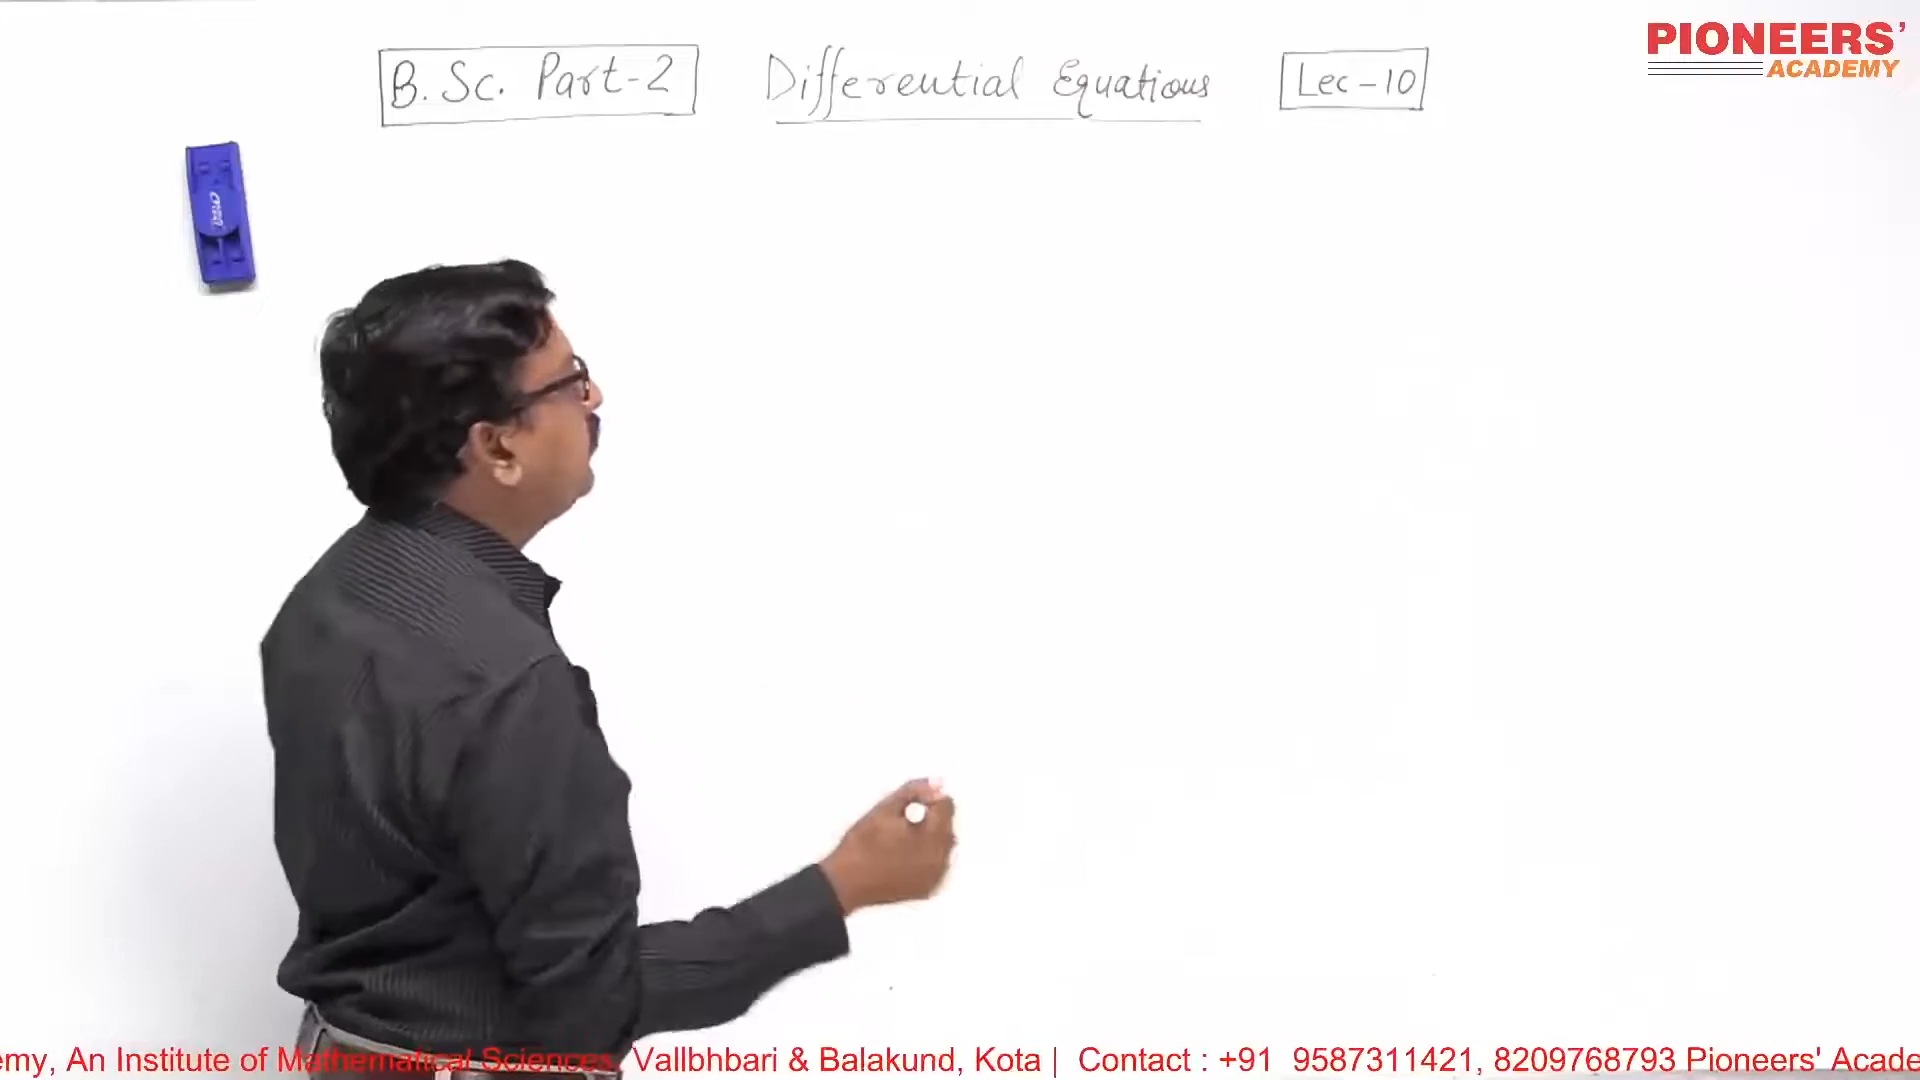 B.Sc. Part-2 Differential Equations Lec-10
PIONEERS'
ACADEMY
emy, An Institute of Mathematical Sciences, Vallbhbari & Balakund, Kota | Contact : +91 9587311421, 8209768793 Pioneers' Acade